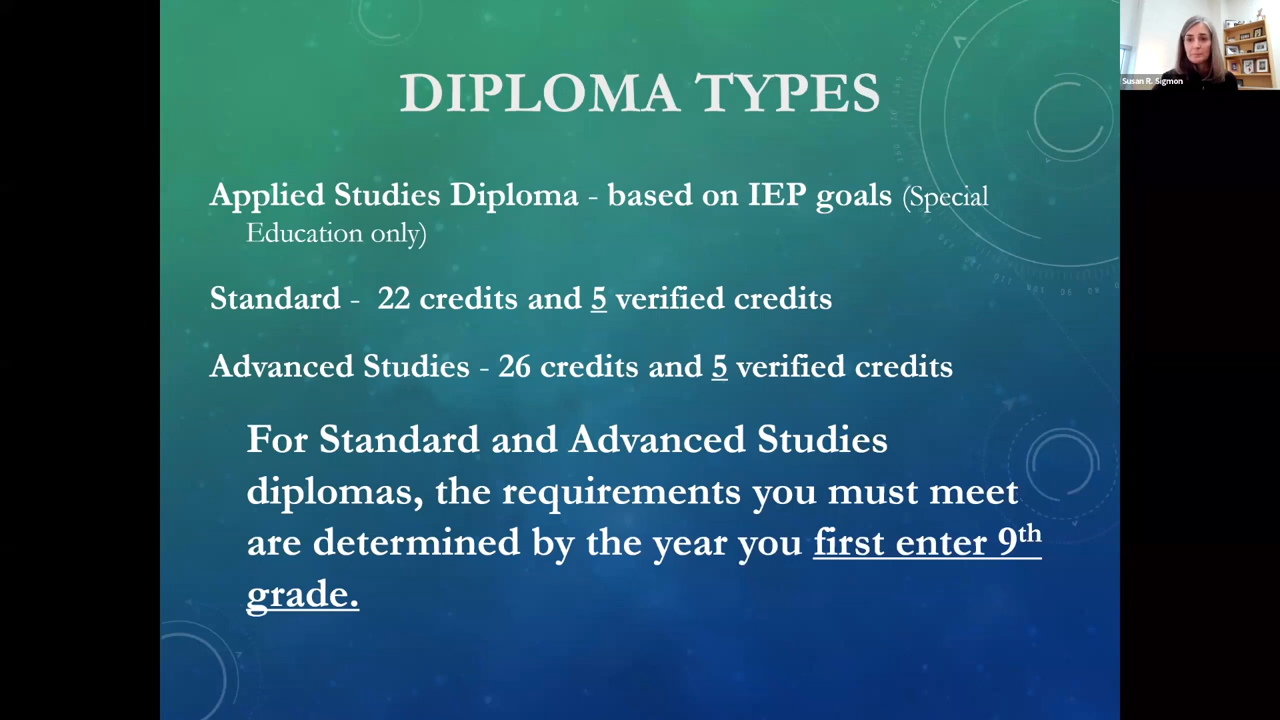 DIPLOMA TYPES
Applied Studies Diploma - based on IEP goals (Special
Education only)
Standard - 22 credits and 5 verified credits
Advanced Studies - 26 credits and 5 verified credits
For Standard and Advanced Studies
diplomas, the requirements you must meet
are determined by the year you first enter 9th
grade.
Susan R. Sigmon